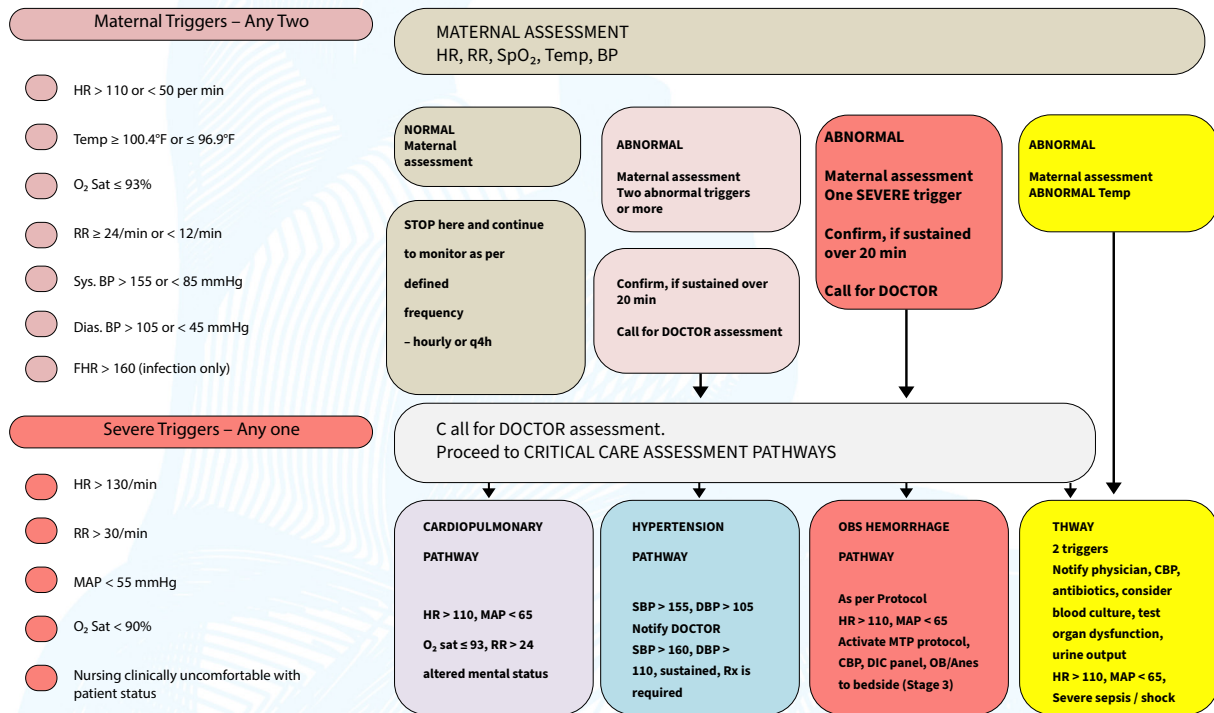 Maternal Triggers – Any Two
HR > 110 or < 50 per min
Temp ≥ 100.4°F or ≤ 96.9°F
O₂ Sat ≤ 93%
RR ≥ 24/min or < 12/min
Sys. BP > 155 or < 85 mmHg
Dias. BP > 105 or < 45 mmHg
FHR > 160 (infection only)
Severe Triggers – Any one
HR > 130/min
RR > 30/min
MAP < 55 mmHg
O₂ Sat < 90%
Nursing clinically uncomfortable with
patient status
MATERNAL ASSESSMENT
HR, RR, SpO₂, Temp, BP
NORMAL
Maternal
assessment
STOP here and continue
to monitor as per
defined
frequency
– hourly or q4h
ABNORMAL
Maternal assessment
Two abnormal triggers
or more
Confirm, if sustained over
20 min
Call for DOCTOR assessment
ABNORMAL
Maternal assessment
One SEVERE trigger
Confirm, if sustained
over 20 min
Call for DOCTOR
ABNORMAL
Maternal assessment
ABNORMAL Temp
C all for DOCTOR assessment.
Proceed to CRITICAL CARE ASSESSMENT PATHWAYS
CARDIOPULMONARY
PATHWAY
HR > 110, MAP < 65
O₂ sat ≤ 93, RR > 24
altered mental status
HYPERTENSION
PATHWAY
SBP > 155, DBP > 105
Notify DOCTOR
SBP > 160, DBP >
110, sustained, Rx is
required
OBS HEMORRHAGE
PATHWAY
As per Protocol
HR > 110, MAP < 65
Activate MTP protocol,
CBP, DIC panel, OB/Anes
to bedside (Stage 3)
THWAY
2 triggers
Notify physician, CBP,
antibiotics, consider
blood culture, test
organ dysfunction,
urine output
HR > 110, MAP < 65,
Severe sepsis / shock